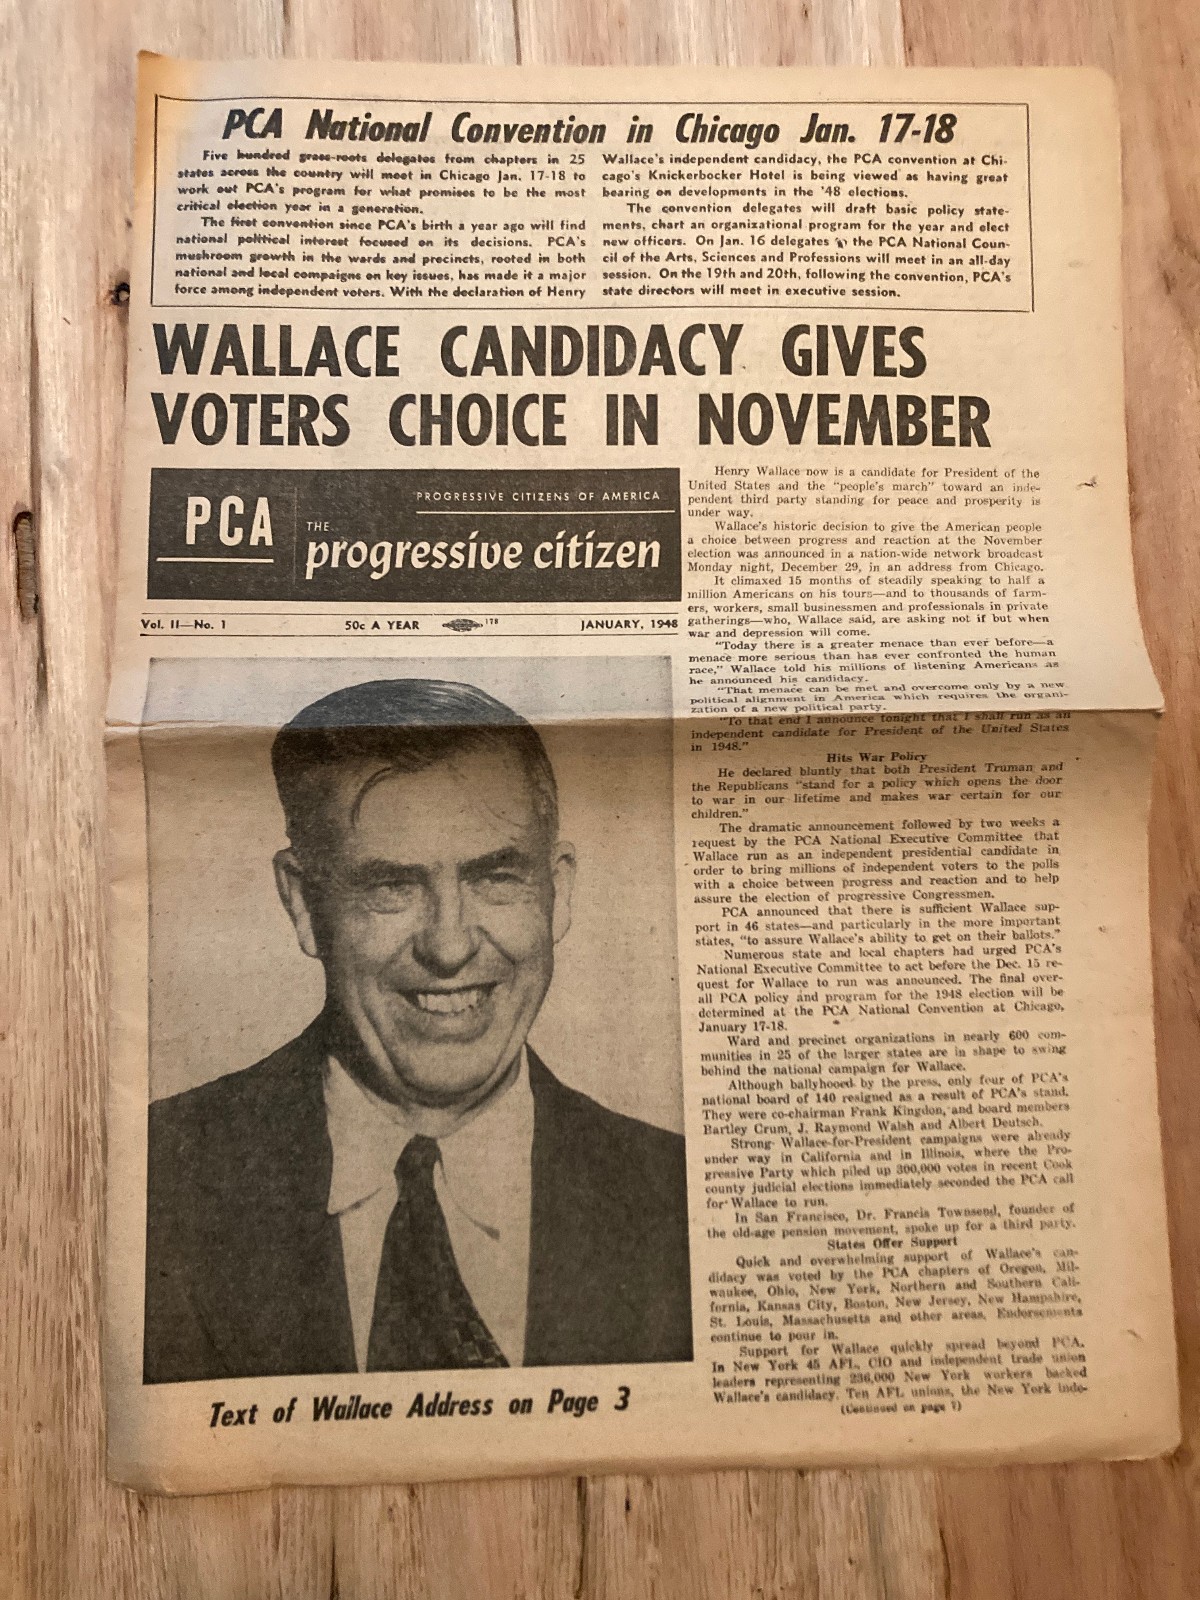 PCA National Convention in Chicago Jan. 17-18
Five hundred grass-roots delegates from chapters in 25
states across the country will meet in Chicago Jan. 17-18 to
work out PCA's program for what promises to be the most
critical election year in a generation.
The first convention since PCA's birth a year ago will find
national political interest focused on its decisions. PCA's
mushroom growth in the wards and precincts, rooted in both
national and local campaigns on key issues, has made it a major
force among independent voters. With the declaration of Henry
Wallace's independent candidacy, the PCA convention at Chi-
cago's Knickerbocker Hotel is being viewed as having great
bearing on developments in the '48 elections.
The convention delegates will draft basic policy state-
ments, chart an organizational program for the year and elect
new officers. On Jan. 16 delegates the PCA National Coun-
cil of the Arts, Sciences and Professions will meet in an all-day
session. On the 19th and 20th, following the convention, PCA's
state directors will meet in executive session.
WALLACE CANDIDACY GIVES
VOTERS CHOICE IN NOVEMBER
PCA
PROGRESSIVE CITIZENS OF AMERICA
THE
progressive citizen
Vol. II—No. 1 50c A YEAR 178 JANUARY, 1948
Text of Wallace Address on Page 3
Henry Wallace now is a candidate for President of the
United States and the "people's march" toward an inde-
pendent third party standing for peace and prosperity is
under way.
Wallace's historic decision to give the American people
a choice between progress and reaction at the November
election was announced in a nation-wide network broadcast
Monday night, December 29, in an address from Chicago.
It climaxed 15 months of steadily speaking to half a
million Americans on his tours—and to thousands of farm-
ers, workers, small businessmen and professionals in private
gatherings—who, Wallace said, are asking not if but when
war and depression will come.
"Today there is a greater menace than ever before—a
menace more serious than has ever confronted the human
race," Wallace told his millions of listening Americans as
he announced his candidacy.
"That menace can be met and overcome only by a new
political alignment in America which requires the organi-
zation of a new political party.
"To that end I announce tonight that I shall run as an
independent candidate for President of the United States
in 1948."
Hits War Policy
He declared bluntly that both President Truman and
the Republicans "stand for a policy which opens the door
to war in our lifetime and makes war certain for our
children."
The dramatic announcement followed by two weeks a
request by the PCA National Executive Committee that
Wallace run as an independent presidential candidate in
order to bring millions of independent voters to the polls
with a choice between progress and reaction and to help
assure the election of progressive Congressmen.
PCA announced that there is sufficient Wallace sup-
port in 46 states—and particularly in the more important
states, "to assure Wallace's ability to get on their ballots."
Numerous state and local chapters had urged PCA's
National Executive Committee to act before the Dec. 15 re-
quest for Wallace to run was announced. The final over-
all PCA policy and program for the 1948 election will be
determined at the PCA National Convention at Chicago,
January 17-18.
Ward and precinct organizations in nearly 600 com-
munities in 25 of the larger states are in shape to swing
behind the national campaign for Wallace.
Although ballyhooed by the press, only four of PCA's
national board of 140 resigned as a result of PCA's stand.
They were co-chairman Frank Kingdon, and board members
Bartley Crum, J. Raymond Walsh and Albert Deutsch.
Strong Wallace-for-President campaigns were already
under way in California and in Illinois, where the Pro-
gressive Party which piled up 300,000 votes in recent Cook
county judicial elections immediately seconded the PCA call
for Wallace to run.
In San Francisco, Dr. Francis Townsend, founder of
the old-age pension movement, spoke up for a third party.
States Offer Support
Quick and overwhelming support of Wallace's can-
didacy was voted by the PCA chapters of Oregon, Mil-
waukee, Ohio, New York, Northern and Southern Cali-
fornia, Kansas City, Boston, New Jersey, New Hampshire,
St. Louis, Massachusetts and other areas. Endorsements
continue to pour in.
Support for Wallace quickly spread beyond PCA.
In New York 45 AFL, CIO and independent trade union
leaders representing 236,000 New York workers backed
Wallace's candidacy. Ten AFL unions, the New York inde-
(Continued on page 7)